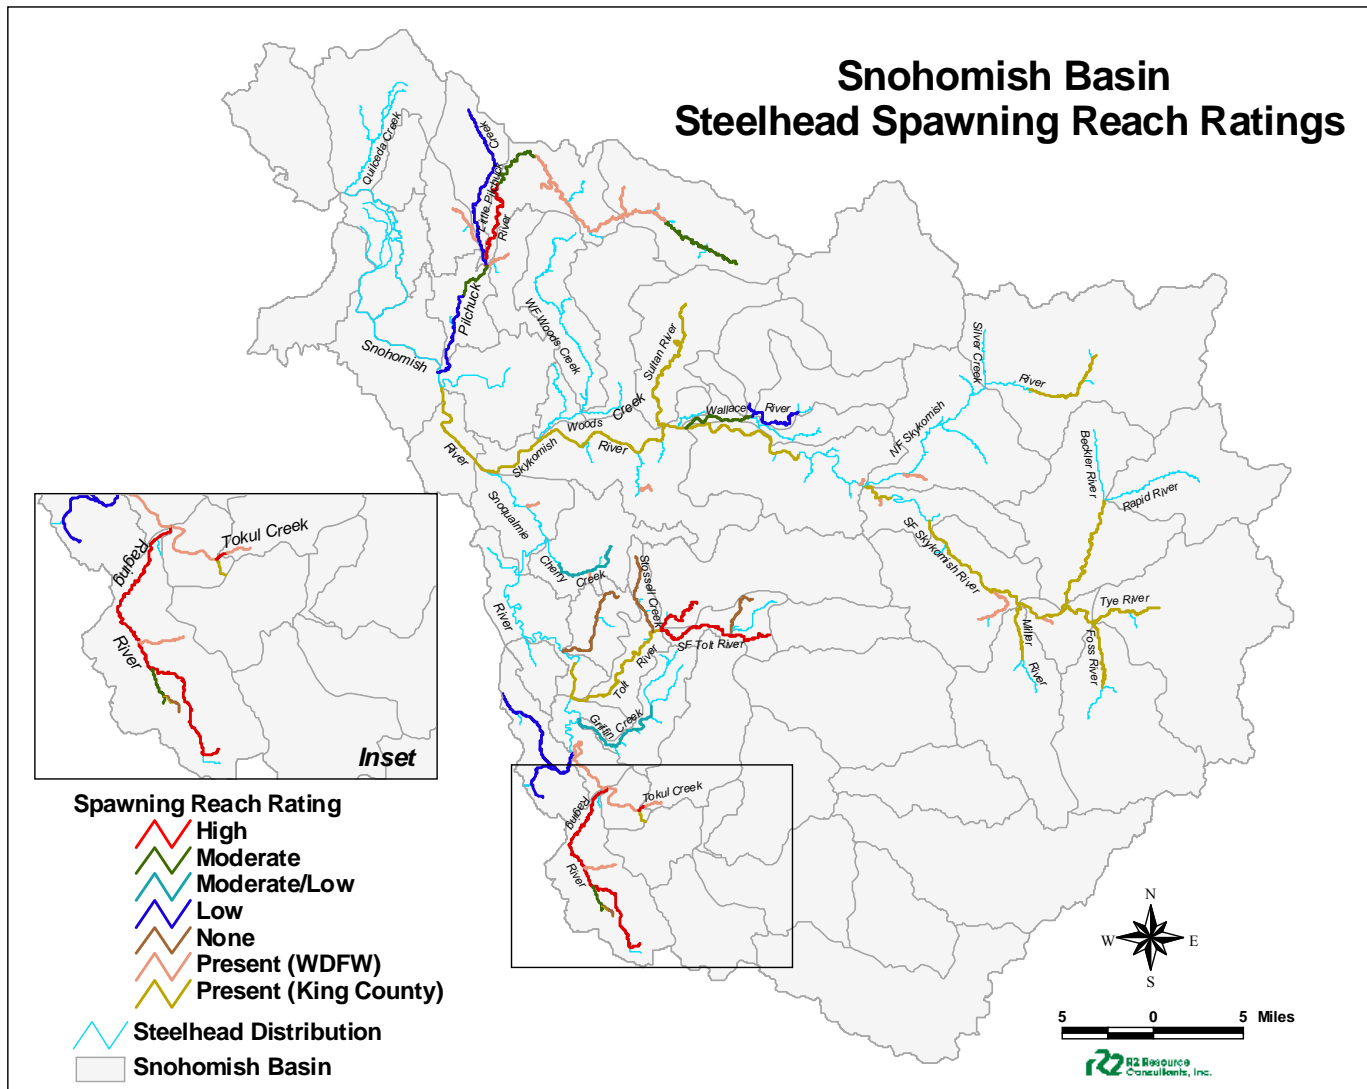 Snohomish Basin
Steelhead Spawning Reach Ratings
Quilceda Creek
Creek
Little Pilchuck
River
Pilchuck
Snohomish
WF Woods Creek
Sultan River
Silver Creek
River
Wallace
River
Creek
Woods
NF Skykomish
River
Skykomish
River
Beckler River
Rapid River
Snoqualmie
SF Skykomish River
Cherry
Creek
Stossell Creek
River
Tye River
Miller
River
Foss River
SF Tolt River
River
Tolt
Griffin Creek
Tokul Creek
Raging
River
Tokul Creek
Raging
River
Inset
Spawning Reach Rating
High
Moderate
Moderate/Low
Low
None
Present (WDFW)
Present (King County)
Steelhead Distribution
Snohomish Basin
N
W E
S
5 0 5 Miles
R2 Resource
Consultants, Inc.